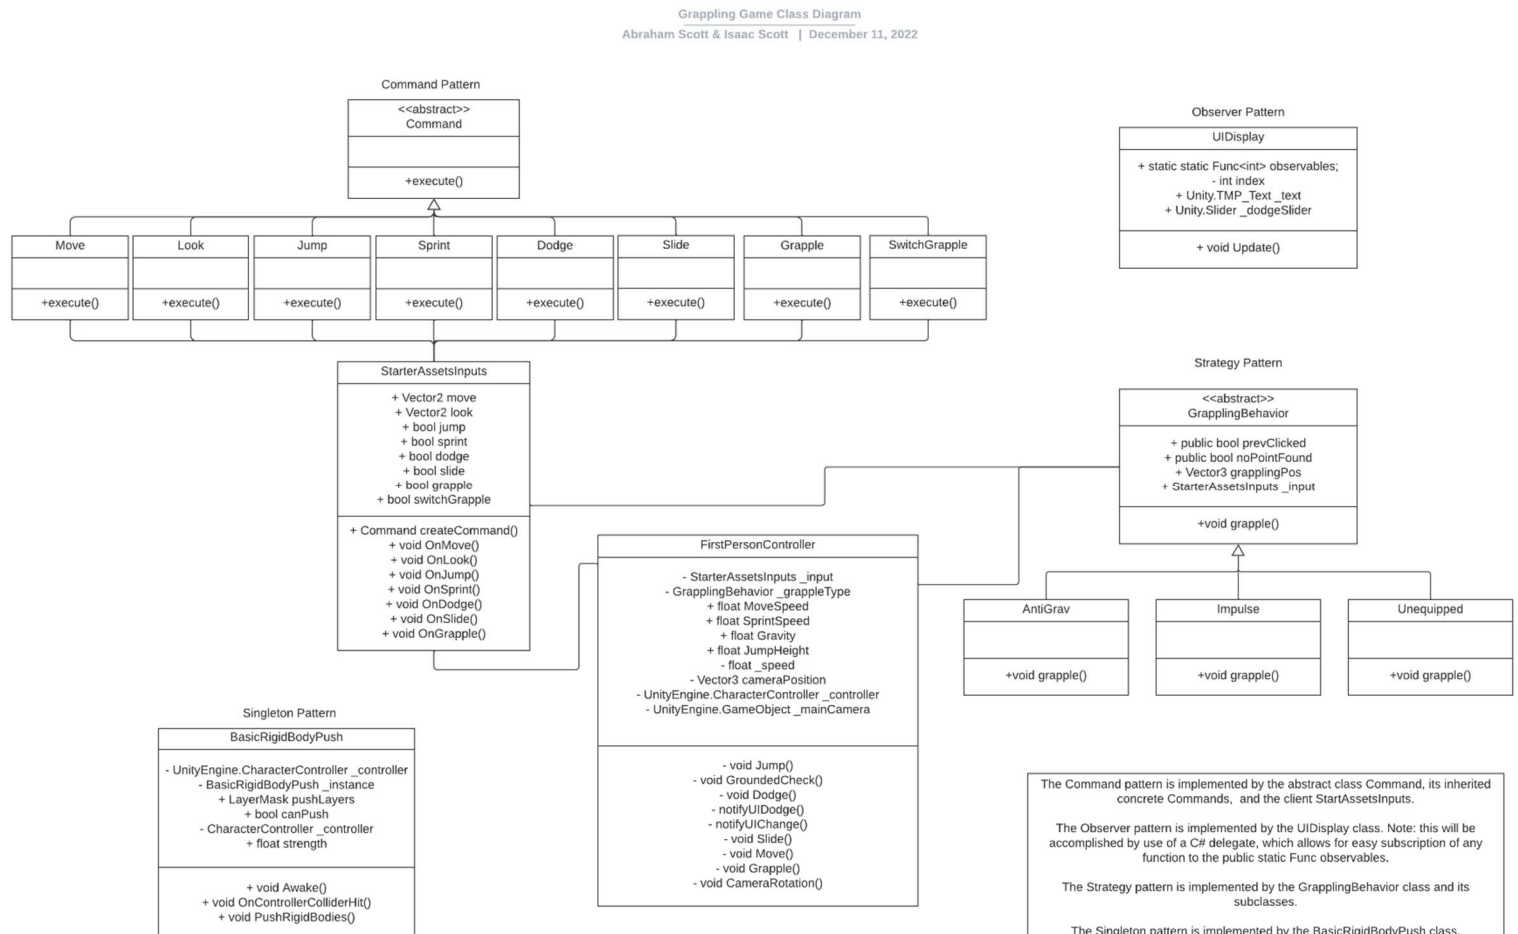 Grappling Game Class Diagram
Abraham Scott & Isaac Scott | December 11, 2022
Command Pattern
<<abstract>>
Command
+execute()
Move
+execute()
Look
+execute()
Jump
+execute()
Sprint
+execute()
Dodge
+execute()
Slide
+execute()
Grapple
+execute()
SwitchGrapple
+execute()
StarterAssetsInputs
+ Vector2 move
+ Vector2 look
+ bool jump
+ bool sprint
+ bool dodge
+ bool slide
+ bool grapple
+ bool switchGrapple
+ Command createCommand()
+ void OnMove()
+ void OnLook()
+ void OnJump()
+ void OnSprint()
+ void OnDodge()
+ void OnSlide()
+ void OnGrapple()
Observer Pattern
UIDisplay
+ static static Func<int> observables;
- int index
+ Unity.TMP_Text _text
+ Unity.Slider _dodgeSlider
+ void Update()
Strategy Pattern
<<abstract>>
GrapplingBehavior
+ public bool prevClicked
+ public bool noPointFound
+ Vector3 grapplingPos
+ StarterAssetsInputs _input
+void grapple()
AntiGrav
+void grapple()
Impulse
+void grapple()
Unequipped
+void grapple()
FirstPersonController
- StarterAssetsInputs _input
- GrapplingBehavior _grappleType
+ float MoveSpeed
+ float SprintSpeed
+ float Gravity
+ float JumpHeight
- float _speed
- Vector3 cameraPosition
- UnityEngine.CharacterController _controller
- UnityEngine.GameObject _mainCamera
- void Jump()
- void GroundedCheck()
- void Dodge()
- notifyUIDodge()
- notifyUIChange()
- void Slide()
- void Move()
- void Grapple()
- void CameraRotation()
Singleton Pattern
BasicRigidBodyPush
- UnityEngine.CharacterController _controller
- BasicRigidBodyPush _instance
+ LayerMask pushLayers
+ bool canPush
- CharacterController _controller
+ float strength
+ void Awake()
+ void OnControllerColliderHit()
+ void PushRigidBodies()
The Command pattern is implemented by the abstract class Command, its inherited
concrete Commands, and the client StartAssetsInputs.
The Observer pattern is implemented by the UIDisplay class. Note: this will be
accomplished by use of a C# delegate, which allows for easy subscription of any
function to the public static Func observables.
The Strategy pattern is implemented by the GrapplingBehavior class and its
subclasses.
The Singleton pattern is implemented by the BasicRigidBodyPush class.